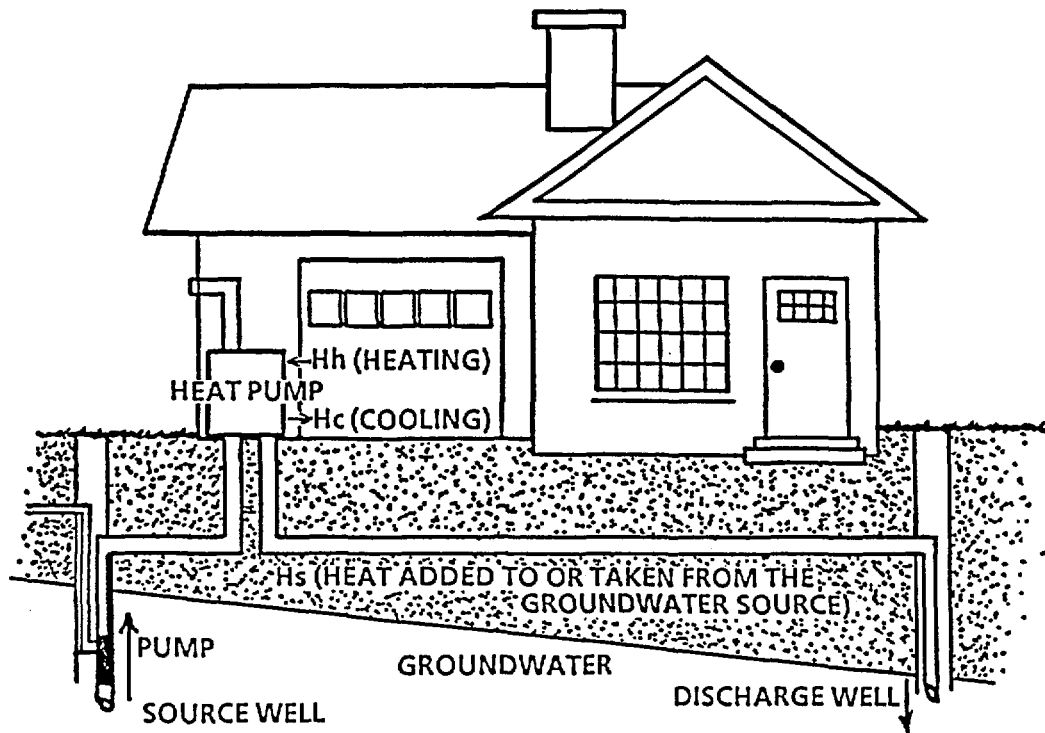 Hh (HEATING)
HEAT PUMP
Hc (COOLING)
Hs (HEAT ADDED TO OR TAKEN FROM THE
GROUNDWATER SOURCE)
PUMP
GROUNDWATER
SOURCE WELL
DISCHARGE WELL